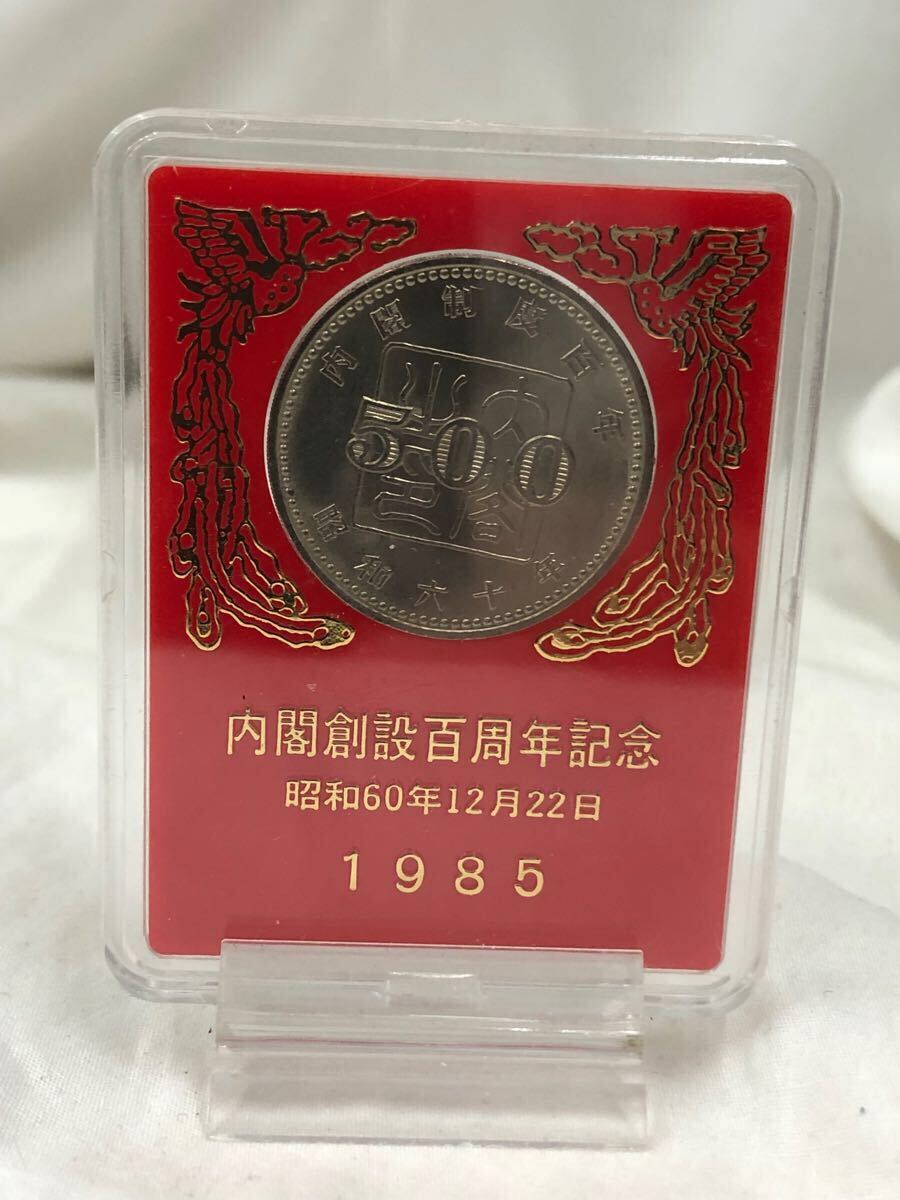 内閣制度百年
500
昭和六十年
内閣創設百周年記念
昭和60年12月22日
1985